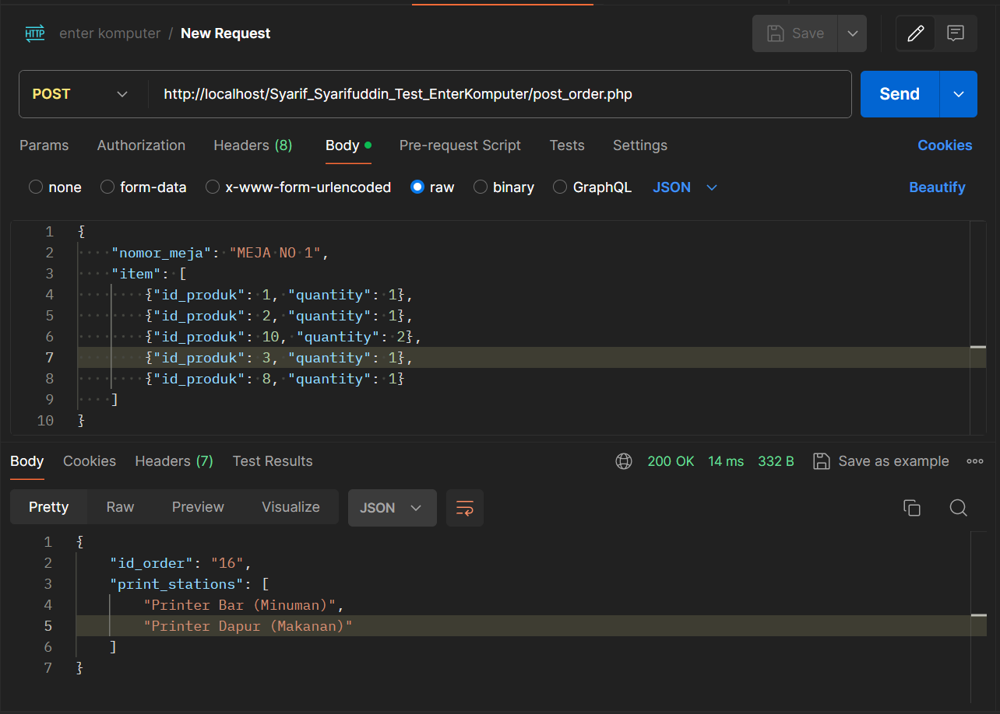 HTTP enter komputer / New Request Save
POST http://localhost/Syarif_Syarifuddin_Test_EnterKomputer/post_order.php Send
Params Authorization Headers (8) Body Pre-request Script Tests Settings Cookies
none form-data x-www-form-urlencoded raw binary GraphQL JSON Beautify
1 {
2 "nomor_meja": "MEJA NO 1",
3 "item": [
4 {"id_produk": 1, "quantity": 1},
5 {"id_produk": 2, "quantity": 1},
6 {"id_produk": 10, "quantity": 2},
7 {"id_produk": 3, "quantity": 1},
8 {"id_produk": 8, "quantity": 1}
9 ]
10 }
Body Cookies Headers (7) Test Results 200 OK 14 ms 332 B Save as example
Pretty Raw Preview Visualize JSON
1 {
2 "id_order": "16",
3 "print_stations": [
4 "Printer Bar (Minuman)",
5 "Printer Dapur (Makanan)"
6 ]
7 }